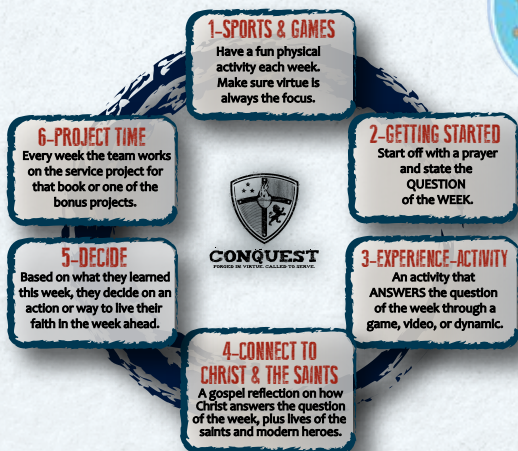 1-SPORTS & GAMES
Have a fun physical
activity each week.
Make sure virtue is
always the focus.
2-GETTING STARTED
Start off with a prayer
and state the
QUESTION
of the WEEK.
3-EXPERIENCE-ACTIVITY
An activity that
ANSWERS the question
of the week through a
game, video, or dynamic.
4-CONNECT TO
CHRIST & THE SAINTS
A gospel reflection on how
Christ answers the question
of the week, plus lives of the
saints and modern heroes.
5-DECIDE
Based on what they learned
this week, they decide on an
action or way to live their
faith in the week ahead.
6-PROJECT TIME
Every week the team works
on the service project for
that book or one of the
bonus projects.
CONQUEST
FORGED IN VIRTUE. CALLED TO SERVE.